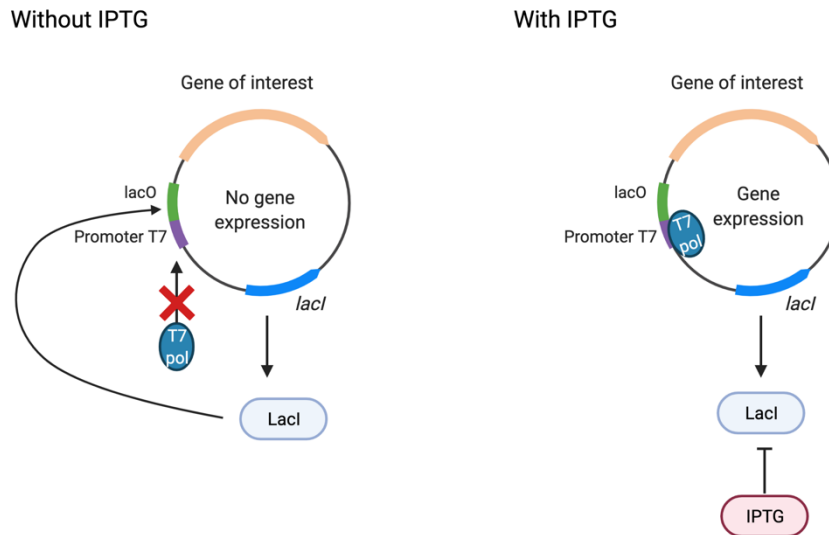 Without IPTG
Gene of interest
lacO
No gene
expression
Promoter T7
lacI
T7
pol
LacI
With IPTG
Gene of interest
lacO
Gene
expression
Promoter T7
T7
pol
lacI
LacI
IPTG